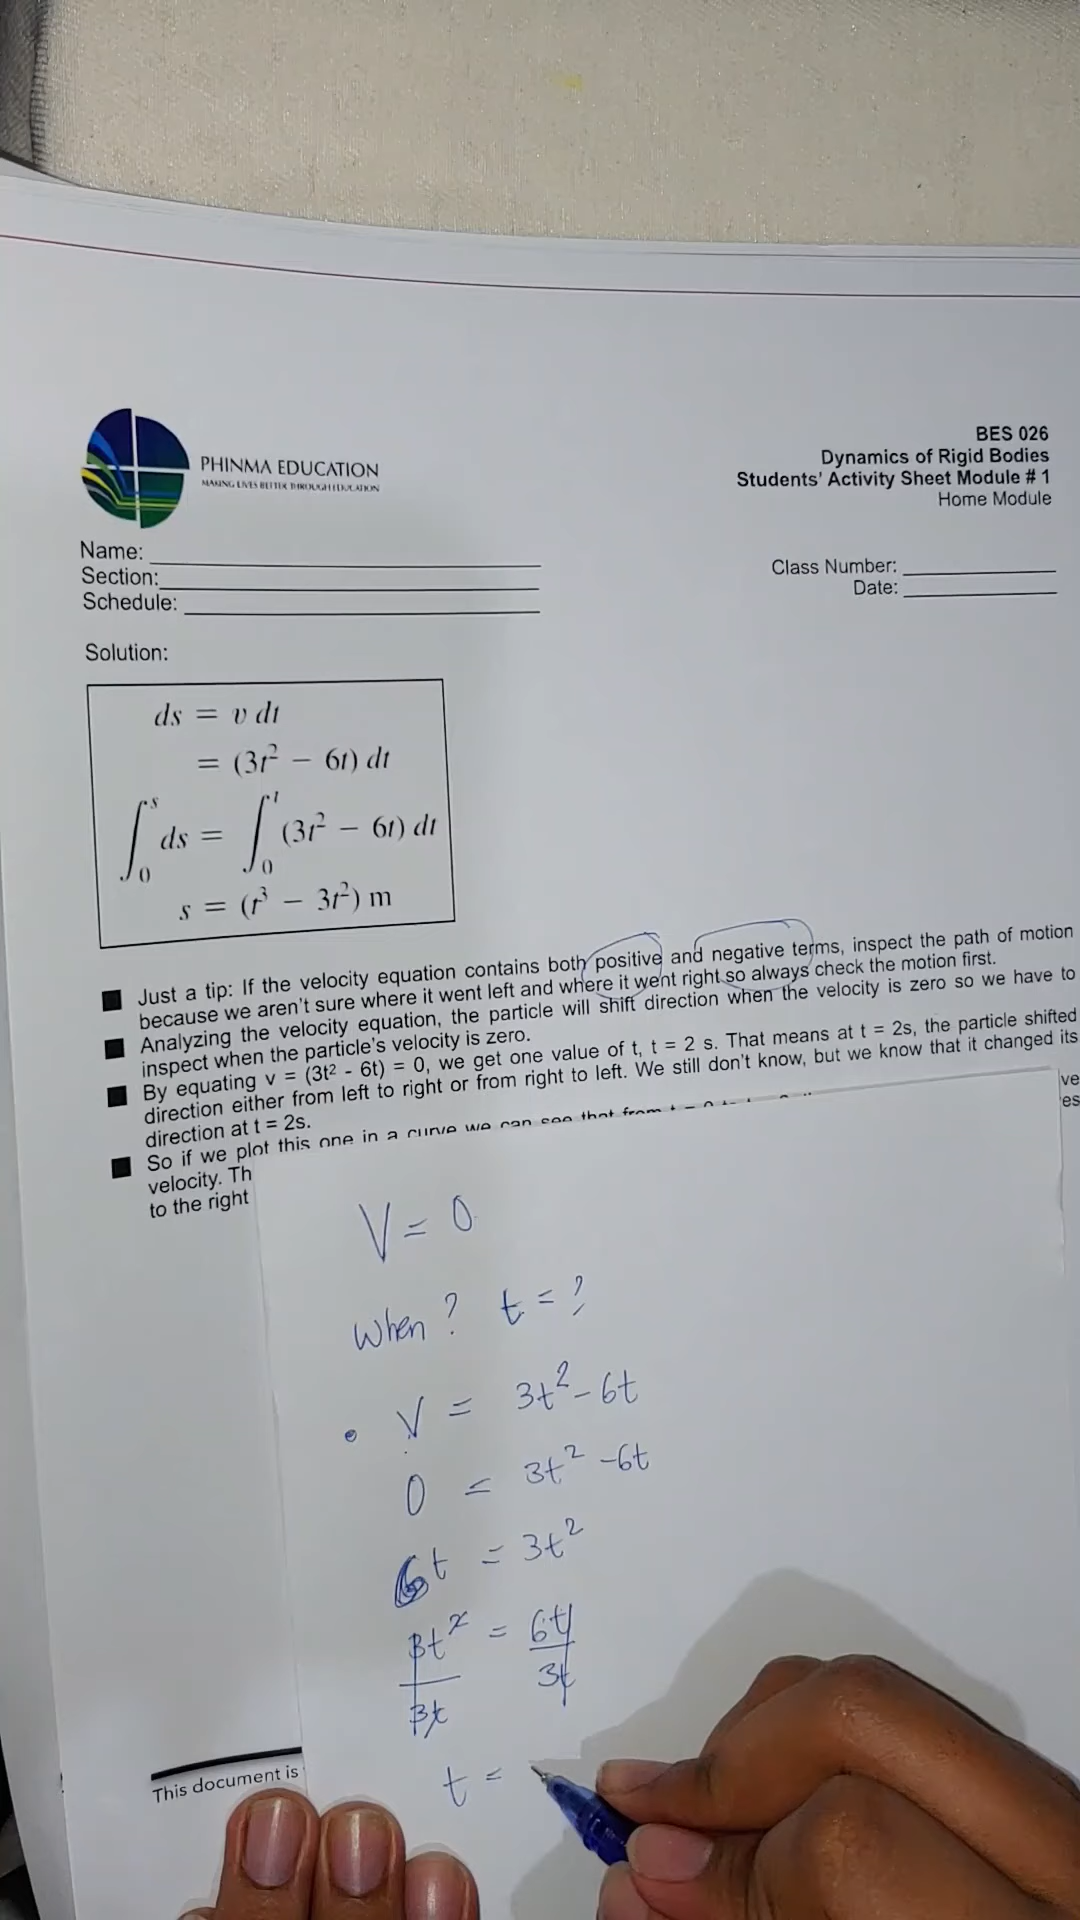 PHINMA EDUCATION
MAKING LIVES BETTER THROUGH EDUCATION
BES 026
Dynamics of Rigid Bodies
Students' Activity Sheet Module # 1
Home Module
Name:
Section:
Schedule:
Class Number:
Date:
Solution:
ds = v dt
= (3t² − 6t) dt
∫₀ˢ ds = ∫₀ᵗ (3t² − 6t) dt
s = (t³ − 3t²) m
■ Just a tip: If the velocity equation contains both positive and negative terms, inspect the path of motion
because we aren't sure where it went left and where it went right so always check the motion first.
■ Analyzing the velocity equation, the particle will shift direction when the velocity is zero so we have to
inspect when the particle's velocity is zero.
■ By equating v = (3t² - 6t) = 0, we get one value of t, t = 2 s. That means at t = 2s, the particle shifted
direction either from left to right or from right to left. We still don't know, but we know that it changed its
direction at t = 2s.
■ So if we plot this one in a curve we can see that from t = 0 ve
velocity. Th es
to the right
V = 0
When? t = ?
V = 3t² - 6t
0 = 3t² - 6t
6t = 3t²
3t² = 6t
3t 3t
t =
This document is